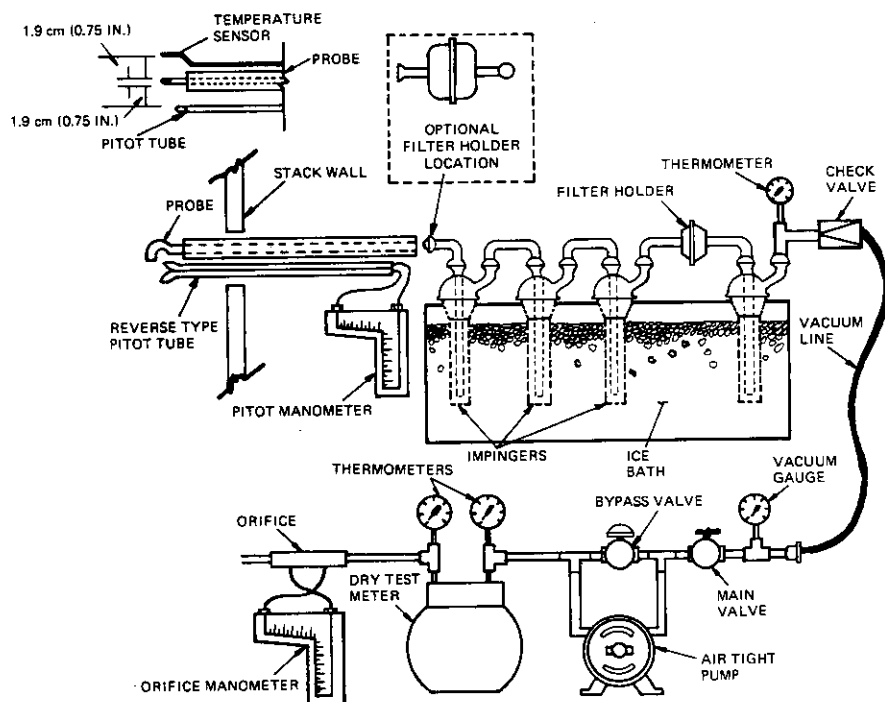 TEMPERATURE
SENSOR
1.9 cm (0.75 IN.)
PROBE
1.9 cm (0.75 IN.)
PITOT TUBE
OPTIONAL
FILTER HOLDER
LOCATION
STACK WALL
PROBE
THERMOMETER
CHECK
VALVE
FILTER HOLDER
REVERSE TYPE
PITOT TUBE
VACUUM
LINE
PITOT MANOMETER
IMPINGERS
ICE
BATH
THERMOMETERS
VACUUM
GAUGE
BYPASS VALVE
ORIFICE
DRY TEST
METER
MAIN
VALVE
AIR TIGHT
PUMP
ORIFICE MANOMETER